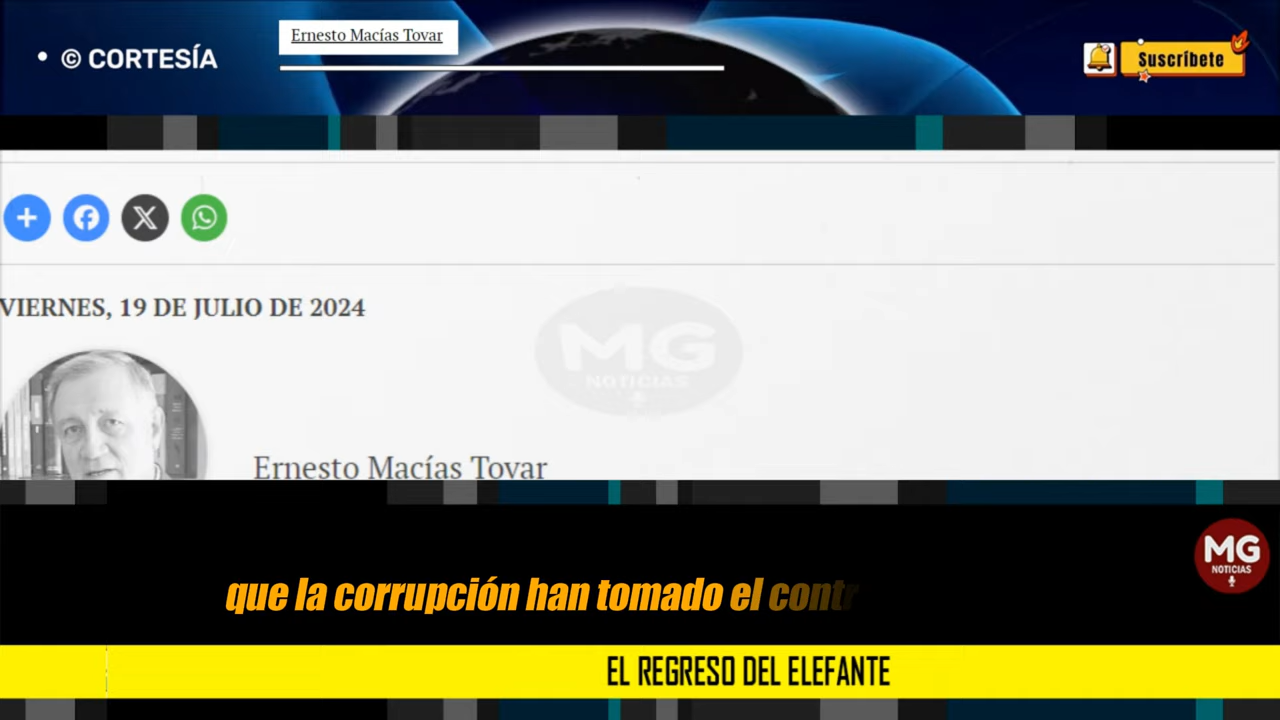 Ernesto Macías Tovar
• © CORTESÍA
Suscríbete
VIERNES, 19 DE JULIO DE 2024
MG
NOTICIAS
Ernesto Macías Tovar
MG
NOTICIAS
que la corrupción han tomado el contr
EL REGRESO DEL ELEFANTE